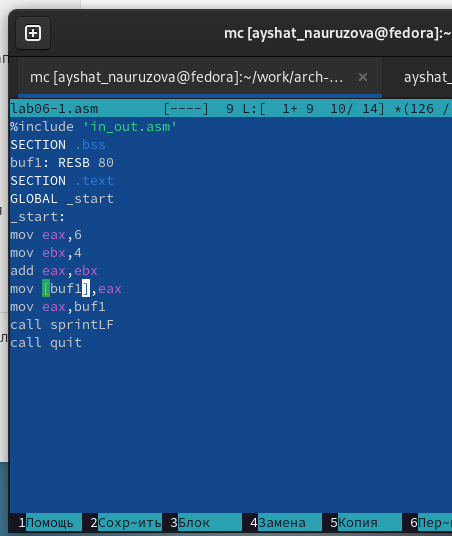 mc [ayshat_nauruzova@fedora]:~
mc [ayshat_nauruzova@fedora]:~/work/arch-... × ayshat_
lab06-1.asm [----] 9 L:[ 1+ 9 10/ 14] *(126 /
%include 'in_out.asm'
SECTION .bss
buf1: RESB 80
SECTION .text
GLOBAL _start
_start:
mov eax,6
mov ebx,4
add eax,ebx
mov [buf1],eax
mov eax,buf1
call sprintLF
call quit
1Помощь 2Сохр~ить 3Блок 4Замена 5Копия 6Пер~